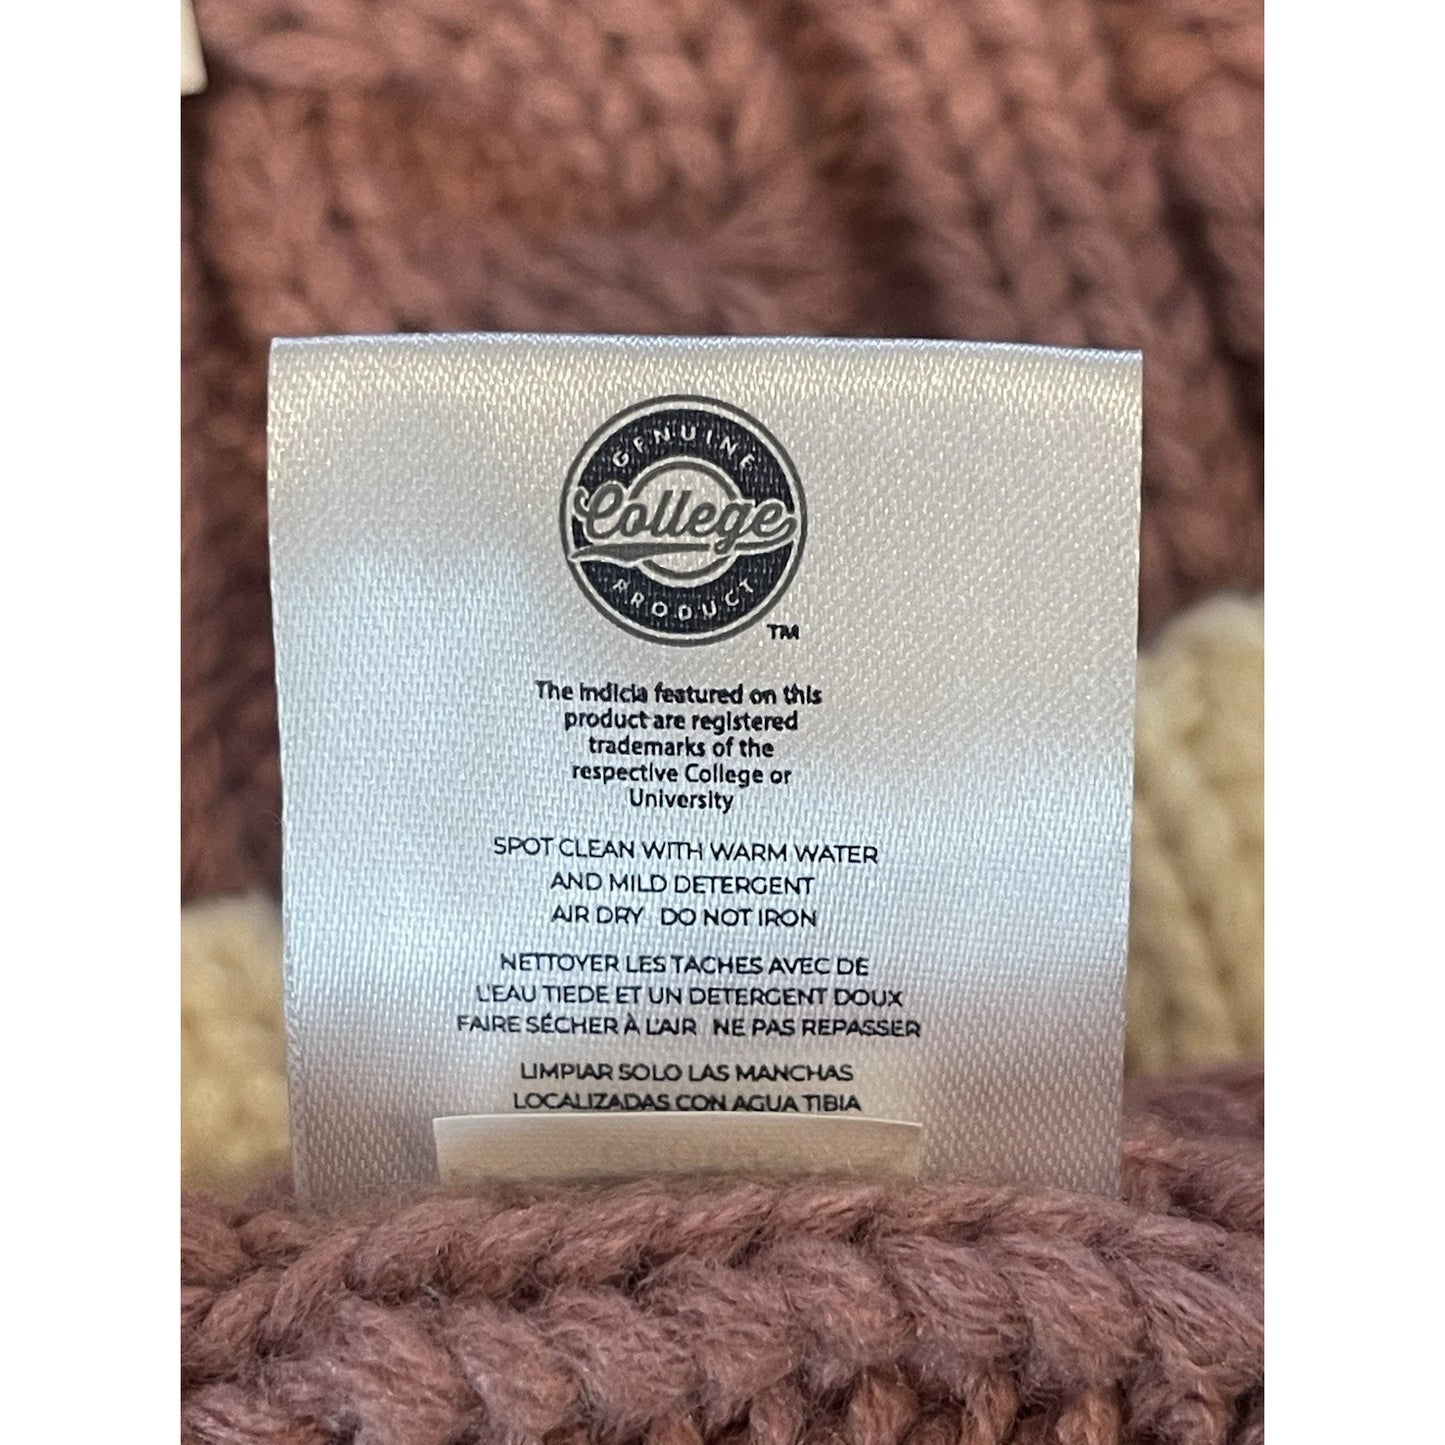 GENUINE
College
PRODUCT
TM
The indicia featured on this
product are registered
trademarks of the
respective College or
University
SPOT CLEAN WITH WARM WATER
AND MILD DETERGENT
AIR DRY DO NOT IRON
NETTOYER LES TACHES AVEC DE
L'EAU TIEDE ET UN DETERGENT DOUX
FAIRE SÉCHER À L'AIR NE PAS REPASSER
LIMPIAR SOLO LAS MANCHAS
LOCALIZADAS CON AGUA TIBIA